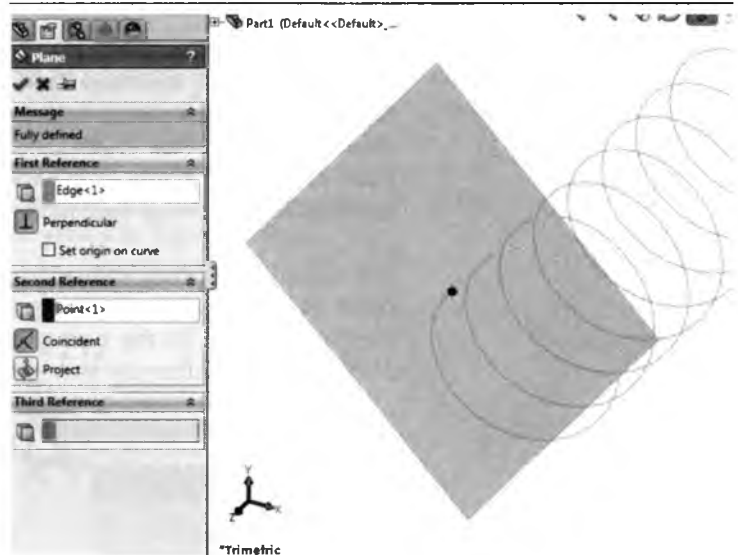 Part1 (Default<<Default>_...
Plane ?
Message
Fully defined
First Reference
Edge<1>
Perpendicular
Set origin on curve
Second Reference
Point<1>
Coincident
Project
Third Reference
Y
X
Z
*Trimetric